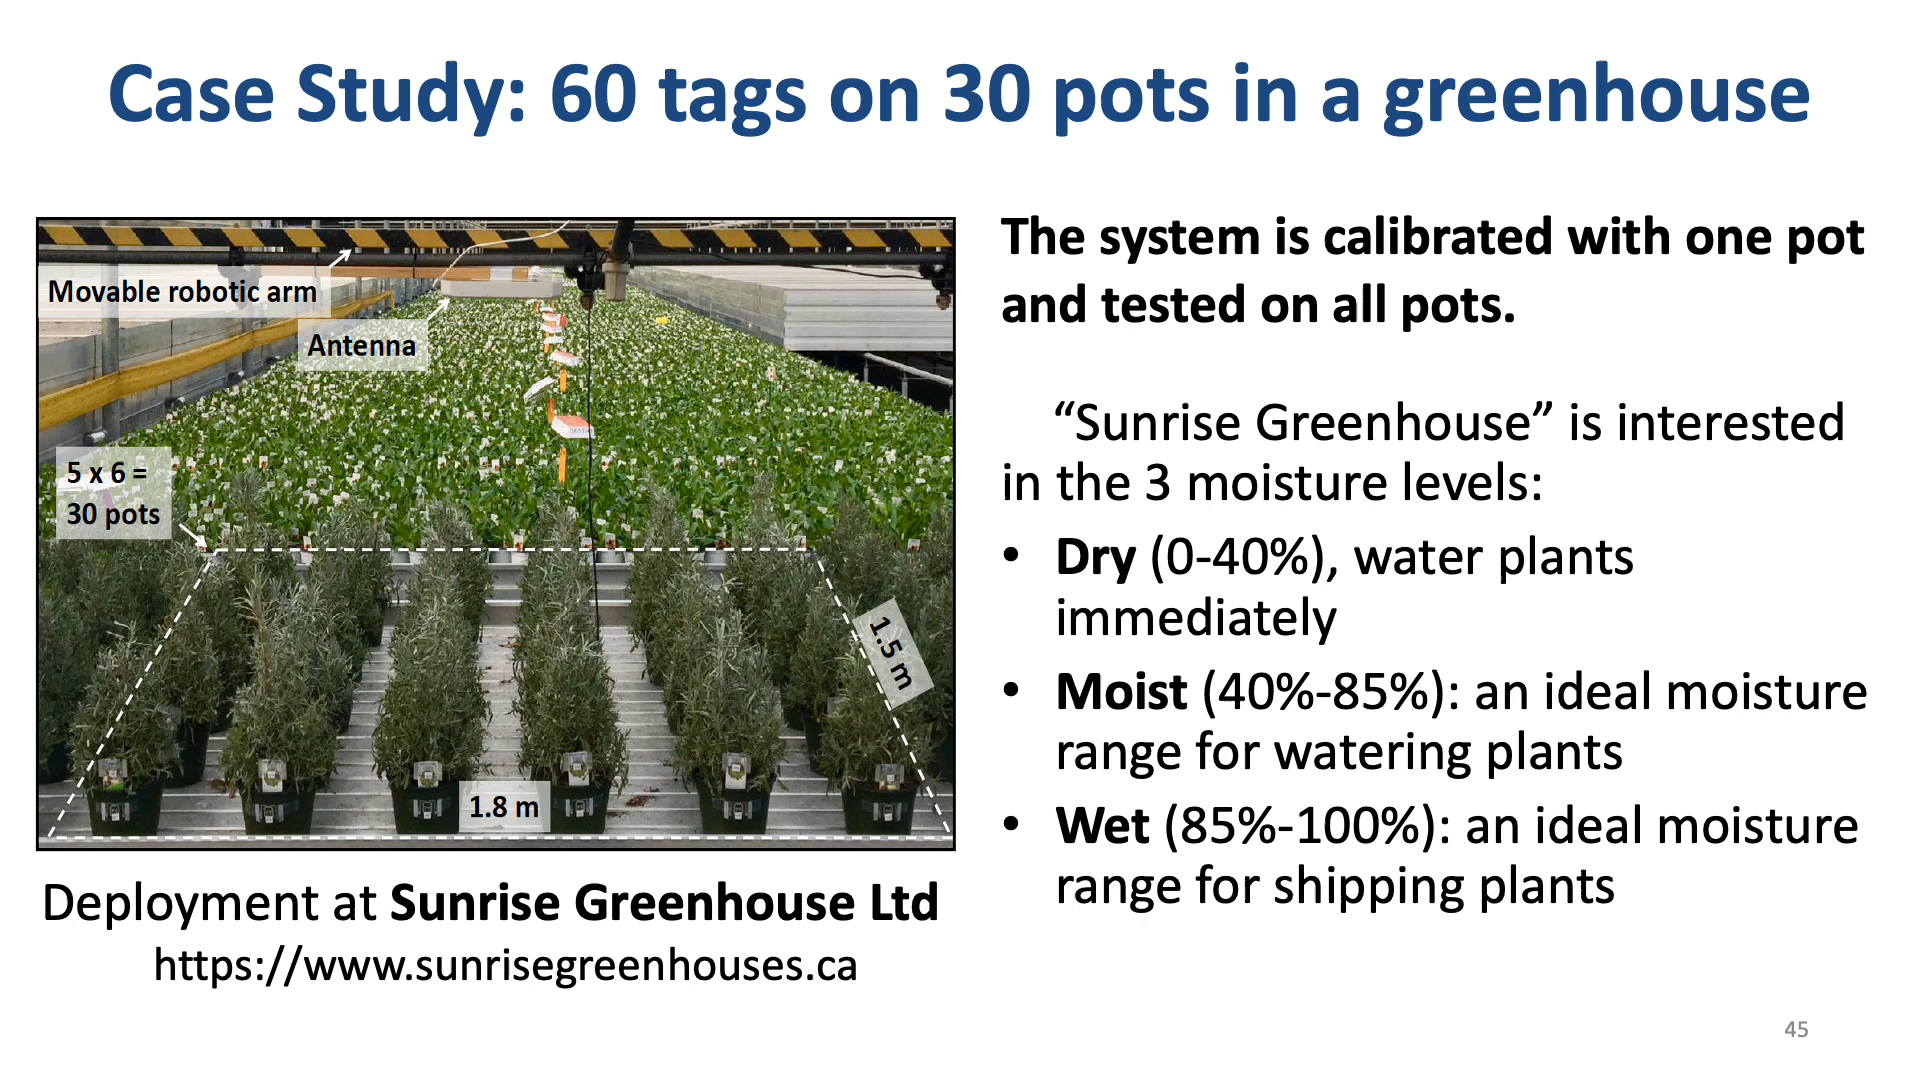 Case Study: 60 tags on 30 pots in a greenhouse
Movable robotic arm
Antenna
5 x 6 =
30 pots
1.5 m
1.8 m
Deployment at Sunrise Greenhouse Ltd
https://www.sunrisegreenhouses.ca
The system is calibrated with one pot
and tested on all pots.
“Sunrise Greenhouse” is interested
in the 3 moisture levels:
• Dry (0-40%), water plants
immediately
• Moist (40%-85%): an ideal moisture
range for watering plants
• Wet (85%-100%): an ideal moisture
range for shipping plants
45